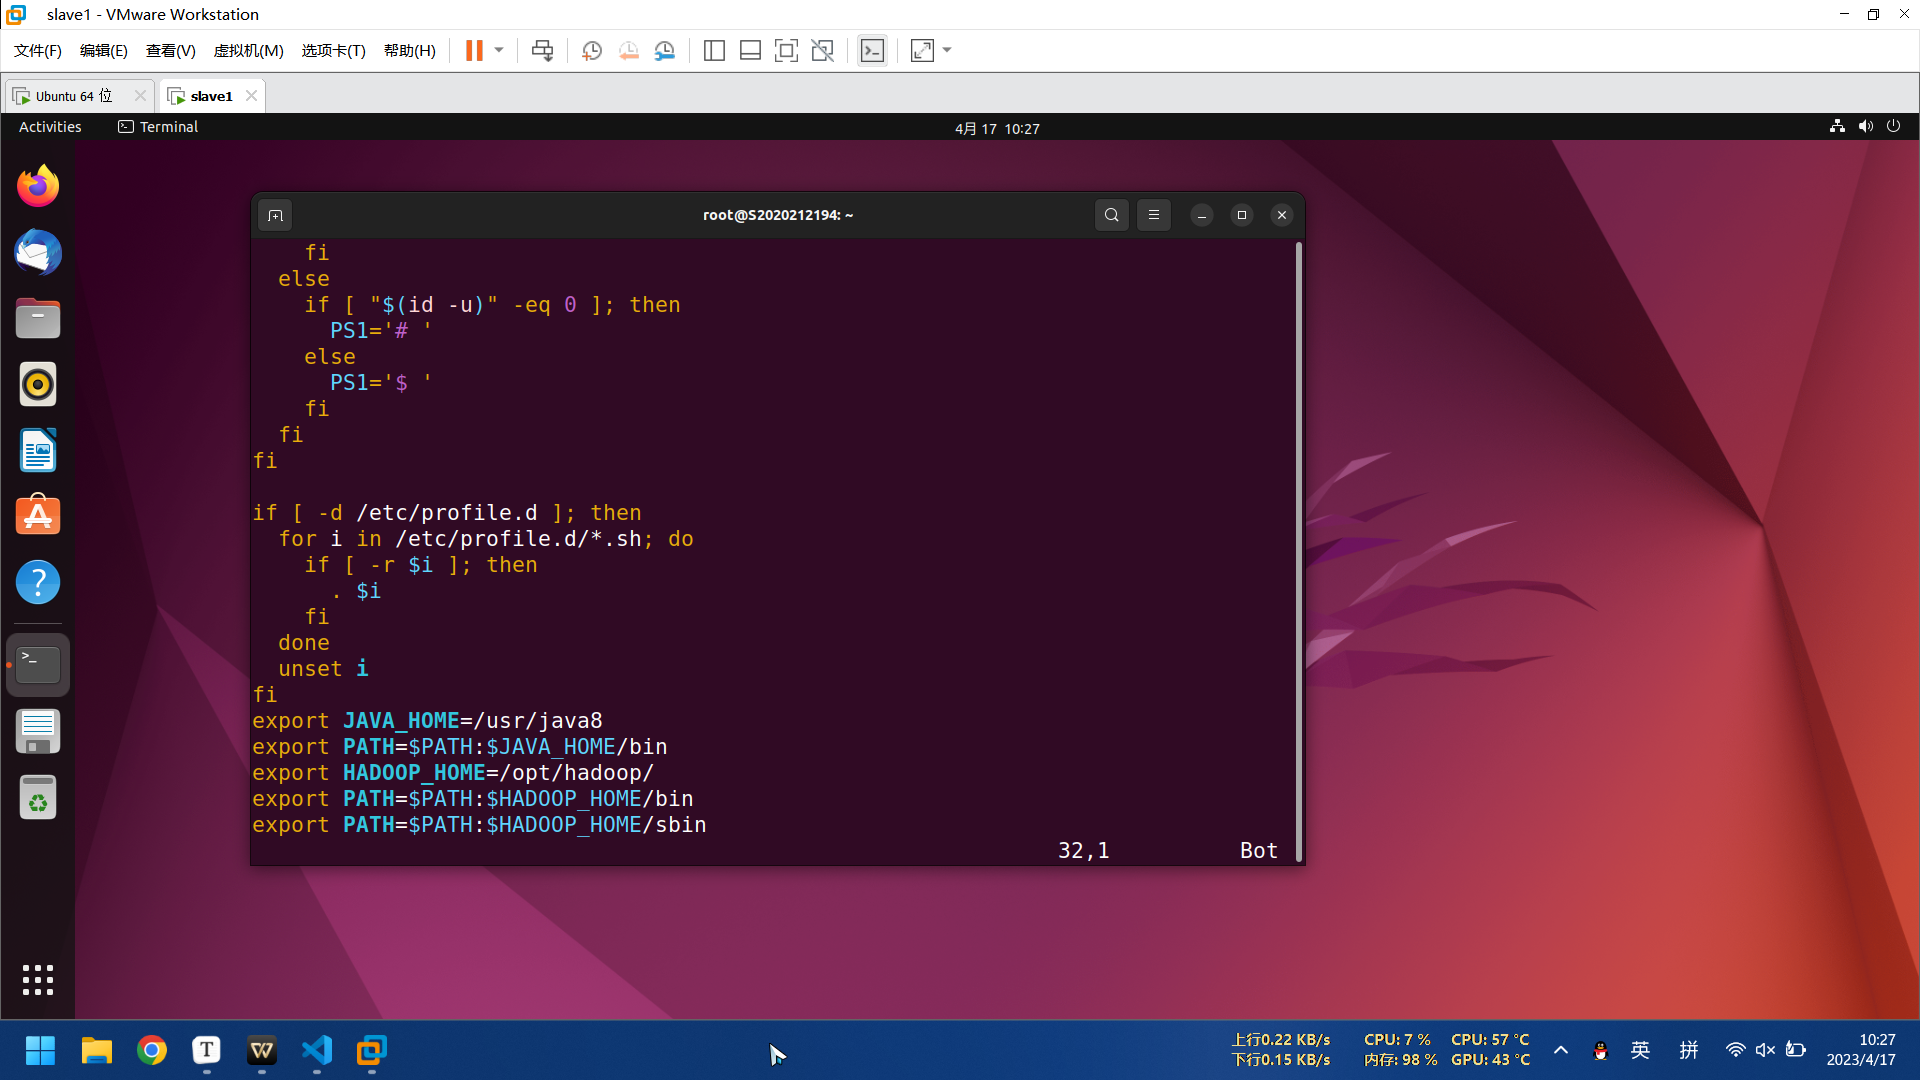 slave1 - VMware Workstation
文件(F) 编辑(E) 查看(V) 虚拟机(M) 选项卡(T) 帮助(H)
Ubuntu 64 位 slave1
Activities Terminal 4月 17 10:27
root@S2020212194: ~
    fi
  else
    if [ "$(id -u)" -eq 0 ]; then
      PS1='# '
    else
      PS1='$ '
    fi
  fi
fi

if [ -d /etc/profile.d ]; then
  for i in /etc/profile.d/*.sh; do
    if [ -r $i ]; then
      . $i
    fi
  done
  unset i
fi
export JAVA_HOME=/usr/java8
export PATH=$PATH:$JAVA_HOME/bin
export HADOOP_HOME=/opt/hadoop/
export PATH=$PATH:$HADOOP_HOME/bin
export PATH=$PATH:$HADOOP_HOME/sbin
32,1 Bot
上行0.22 KB/s CPU: 7 % CPU: 57 °C
下行0.15 KB/s 内存: 98 % GPU: 43 °C
英 拼
10:27
2023/4/17